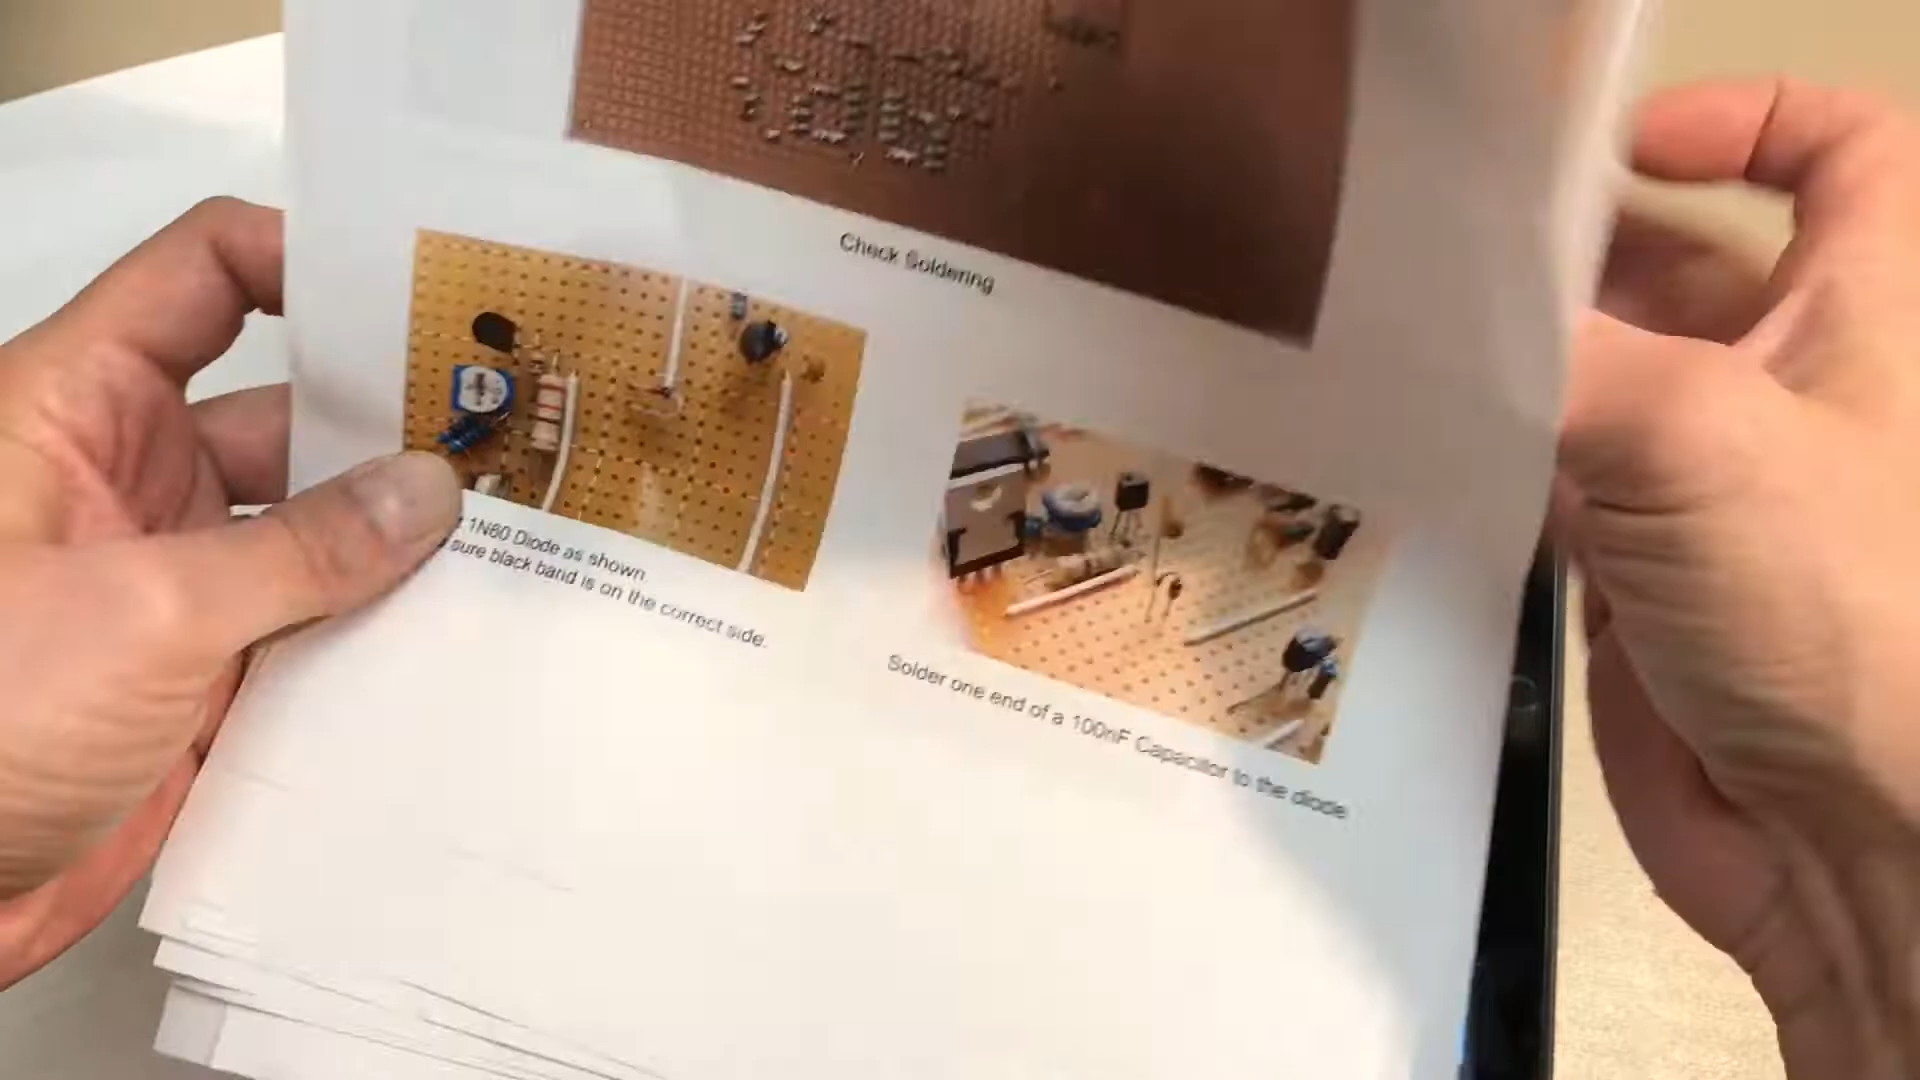 Check Soldering
1N60 Diode as shown.
sure black band is on the correct side.
Solder one end of a 100nF Capacitor to the diode